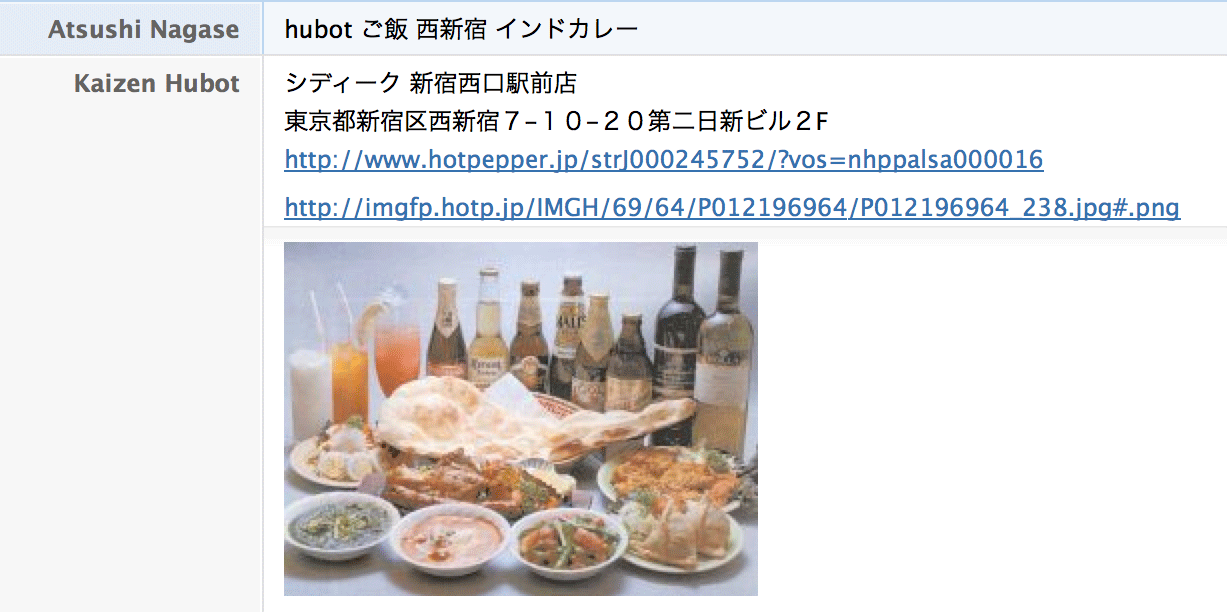 Atsushi Nagase hubot ご飯 西新宿 インドカレー
Kaizen Hubot シディーク 新宿西口駅前店
東京都新宿区西新宿７−１０−２０第二日新ビル２F
http://www.hotpepper.jp/strJ000245752/?vos=nhppalsa000016
http://imgfp.hotp.jp/IMGH/69/64/P012196964/P012196964_238.jpg#.png